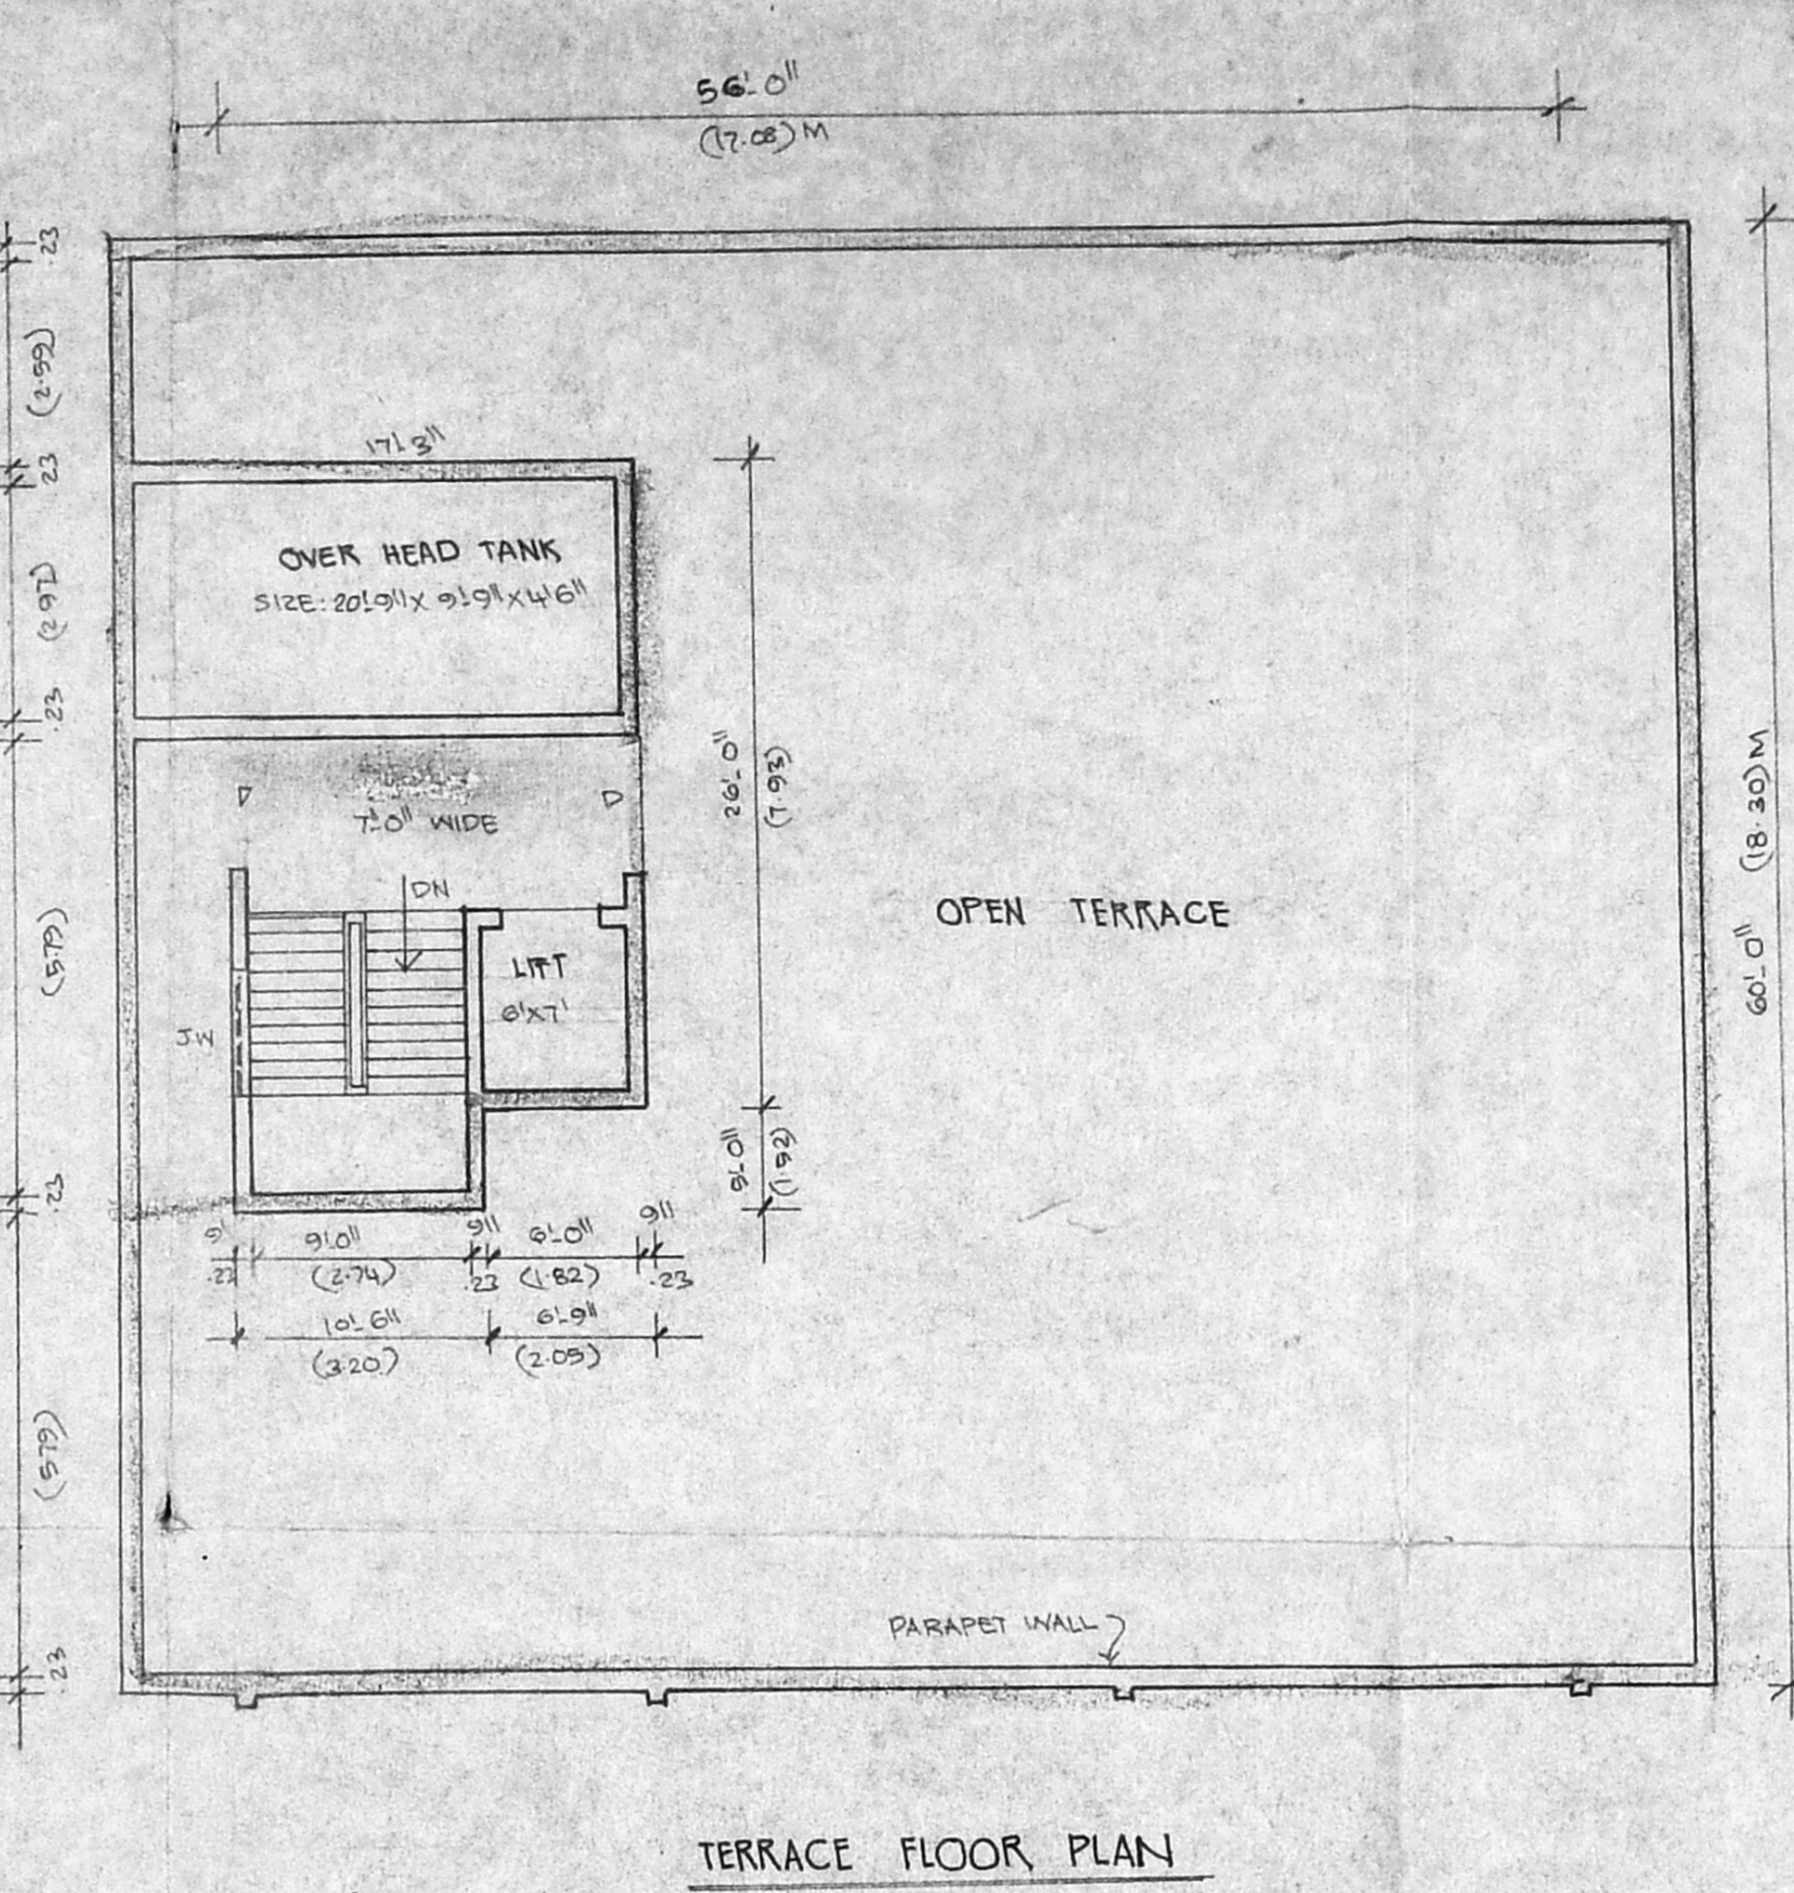 56'-0"
(17.08) M
.23
(2.59)
.23
17'-3"
OVER HEAD TANK
SIZE: 20'-9" X 9'-9" X 4'6"
(2.97)
.23
7'-0" WIDE
26'-0"
(7.93)
DN
OPEN TERRACE
60'-0" (18.30) M
(5.79)
LIFT
6'X7'
JW
5'-0"
(1.52)
.23
9" 9'-0" 9" 6'-0" 9"
.23 (2.74) .23 (1.82) .23
10'-6" 6'-9"
(3.20) (2.05)
(5.79)
PARAPET WALL
.23
TERRACE FLOOR PLAN